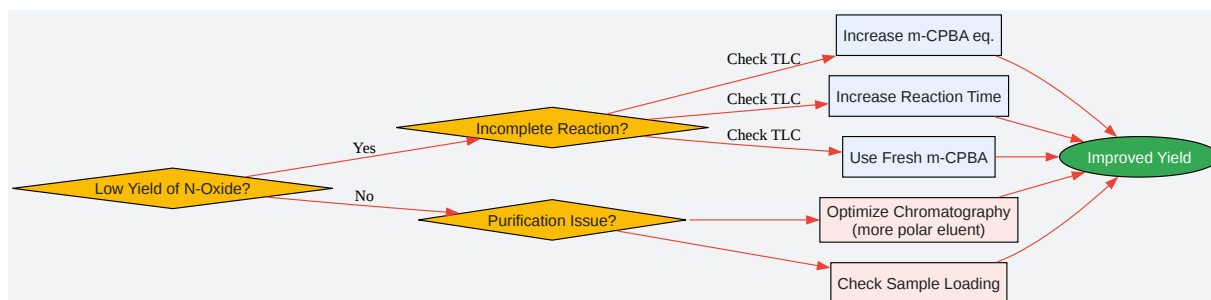 Low Yield of N-Oxide?
Yes
No
Incomplete Reaction?
Purification Issue?
Check TLC
Check TLC
Check TLC
Increase m-CPBA eq.
Increase Reaction Time
Use Fresh m-CPBA
Optimize Chromatography
(more polar eluent)
Check Sample Loading
Improved Yield